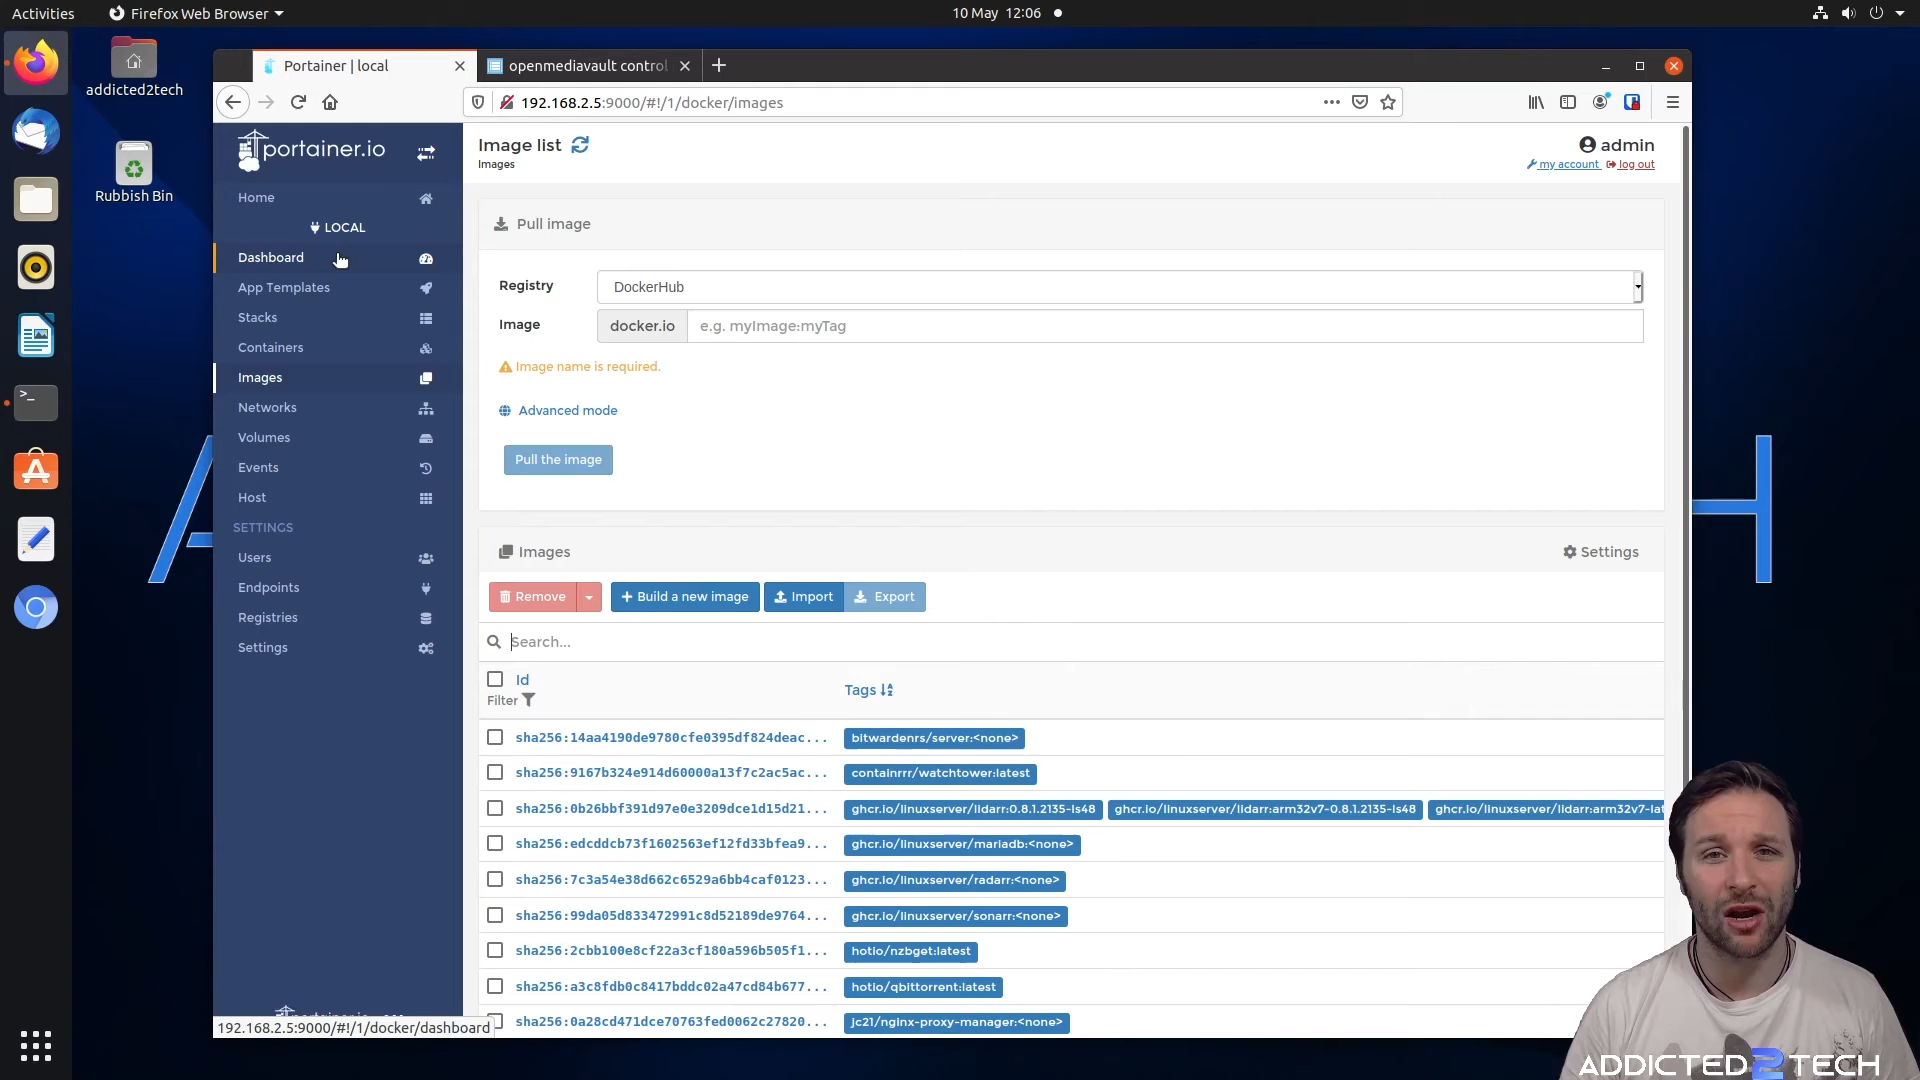 Activities
Firefox Web Browser
10 May 12:06
addicted2tech
Rubbish Bin
Portainer | local
openmediavault control
192.168.2.5:9000/#!/1/docker/images
portainer.io
Home
LOCAL
Dashboard
App Templates
Stacks
Containers
Images
Networks
Volumes
Events
Host
SETTINGS
Users
Endpoints
Registries
Settings
192.168.2.5:9000/#!/1/docker/dashboard
Image list
Images
admin
my account
log out
Pull image
Registry
DockerHub
Image
docker.io
e.g. myImage:myTag
Image name is required.
Advanced mode
Pull the image
Images
Settings
Remove
Build a new image
Import
Export
Search...
Id
Filter
Tags
sha256:14aa4190de9780cfe0395df824deac... bitwardenrs/server:<none>
sha256:9167b324e914d60000a13f7c2ac5ac... containrrr/watchtower:latest
sha256:0b26bbf391d97e0e3209dce1d15d21... ghcr.io/linuxserver/lidarr:0.8.1.2135-ls48 ghcr.io/linuxserver/lidarr:arm32v7-0.8.1.2135-ls48 ghcr.io/linuxserver/lidarr:arm32v7-lat
sha256:edcddcb73f1602563ef12fd33bfea9... ghcr.io/linuxserver/mariadb:<none>
sha256:7c3a54e38d662c6529a6bb4caf0123... ghcr.io/linuxserver/radarr:<none>
sha256:99da05d833472991c8d52189de9764... ghcr.io/linuxserver/sonarr:<none>
sha256:2cbb100e8cf22a3cf180a596b505f1... hotio/nzbget:latest
sha256:a3c8fdb0c8417bddc02a47cd84b677... hotio/qbittorrent:latest
sha256:0a28cd471dce70763fed0062c27820... jc21/nginx-proxy-manager:<none>
ADDICTED2TECH